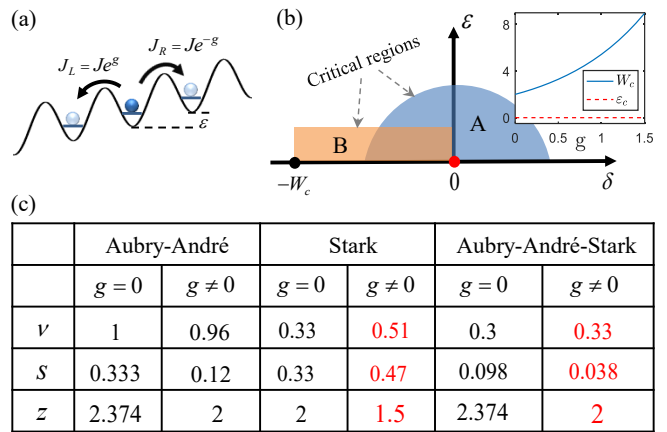 (a)
J_L = Je^g
J_R = Je^{-g}
ε
(b)
ε
Critical regions
A
B
−W_c
0
δ
8
4
0
0
0.5
1
1.5
g
W_c
ε_c
(c)
Aubry-André Stark Aubry-André-Stark
g = 0 g ≠ 0 g = 0 g ≠ 0 g = 0 g ≠ 0
ν 1 0.96 0.33 0.51 0.3 0.33
s 0.333 0.12 0.33 0.47 0.098 0.038
z 2.374 2 2 1.5 2.374 2